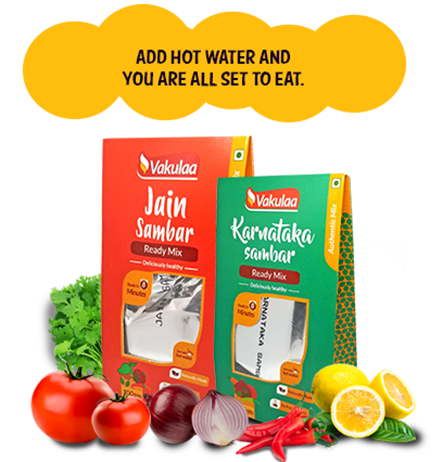 ADD HOT WATER AND
YOU ARE ALL SET TO EAT.
Vakulaa
Jain
Sambar
Ready Mix
Deliciously healthy
Minutes
Vakulaa
Karnataka
sambar
Ready Mix
Deliciously healthy
Minutes
Authentic Mix